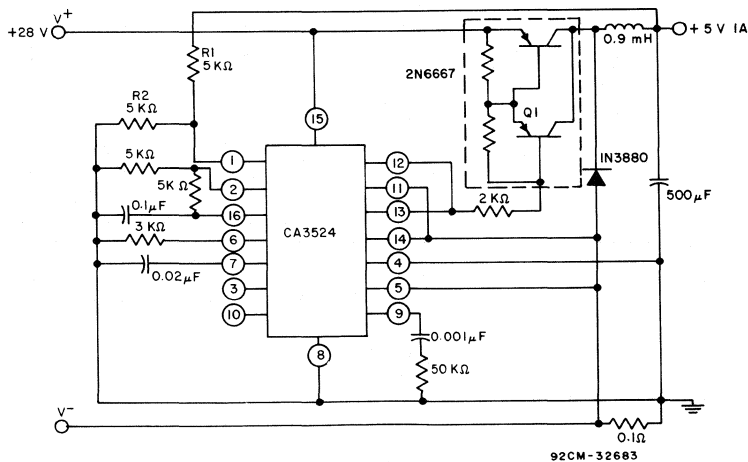 V+
+28 V
R1
5 KΩ
0.9 mH
+ 5 V 1A
2N6667
Q1
R2
5 KΩ
15
5 KΩ
1
12
IN3880
5K Ω
2
11
500μF
0.1μF
16
13
2 KΩ
3 KΩ
6
CA3524
14
7
4
0.02μF
3
5
10
9
0.001μF
8
50 KΩ
V−
0.1Ω
92CM-32683